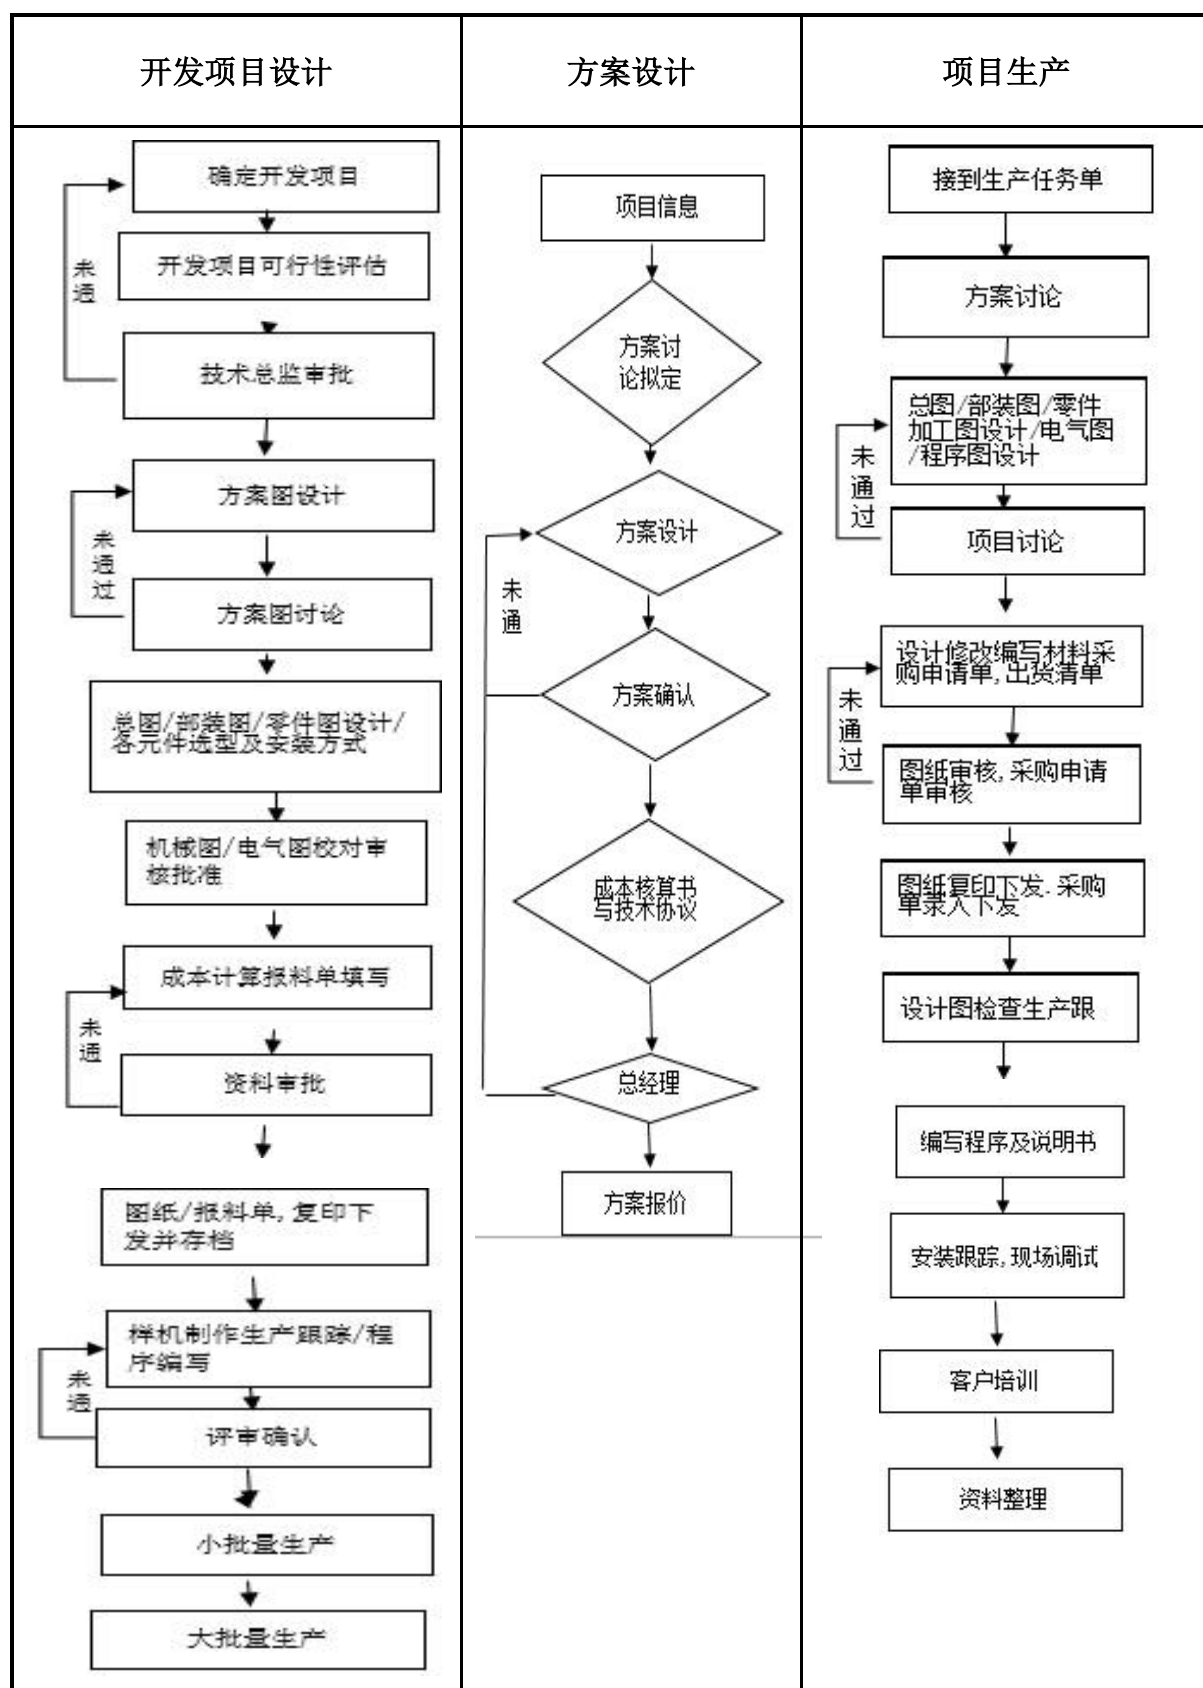 开发项目设计
方案设计
项目生产
确定开发项目
未
通
开发项目可行性评估
技术总监审批
方案图设计
未
通
过
方案图讨论
总图/部装图/零件图设计/
各元件选型及安装方式
机械图/电气图校对审
核批准
成本计算报料单填写
未
通
资料审批
图纸/报料单,复印下
发并存档
样机制作生产跟踪/程
序编写
未
通
评审确认
小批量生产
大批量生产
项目信息
方案讨
论拟定
方案设计
未
通
方案确认
成本核算书
写技术协议
总经理
方案报价
接到生产任务单
方案讨论
总图/部装图/零件
加工图设计/电气图
/程序图设计
未
通
过
项目讨论
设计修改编写材料采
购申请单,出货清单
未
通
过
图纸审核,采购申请
单审核
图纸复印下发.采购
单录入下发
设计图检查生产跟
编写程序及说明书
安装跟踪,现场调试
客户培训
资料整理